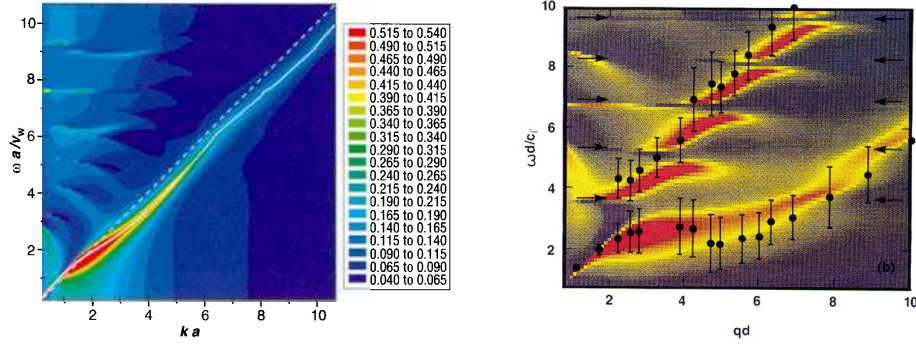 10
8
6
4
2
ω a/v_w
2
4
6
8
10
k a
0.515 to 0.540
0.490 to 0.515
0.465 to 0.490
0.440 to 0.465
0.415 to 0.440
0.390 to 0.415
0.365 to 0.390
0.340 to 0.365
0.315 to 0.340
0.290 to 0.315
0.265 to 0.290
0.240 to 0.265
0.215 to 0.240
0.190 to 0.215
0.165 to 0.190
0.140 to 0.165
0.115 to 0.140
0.090 to 0.115
0.065 to 0.090
0.040 to 0.065
10
8
6
4
2
ωd/c_f
(b)
2
4
6
8
10
qd